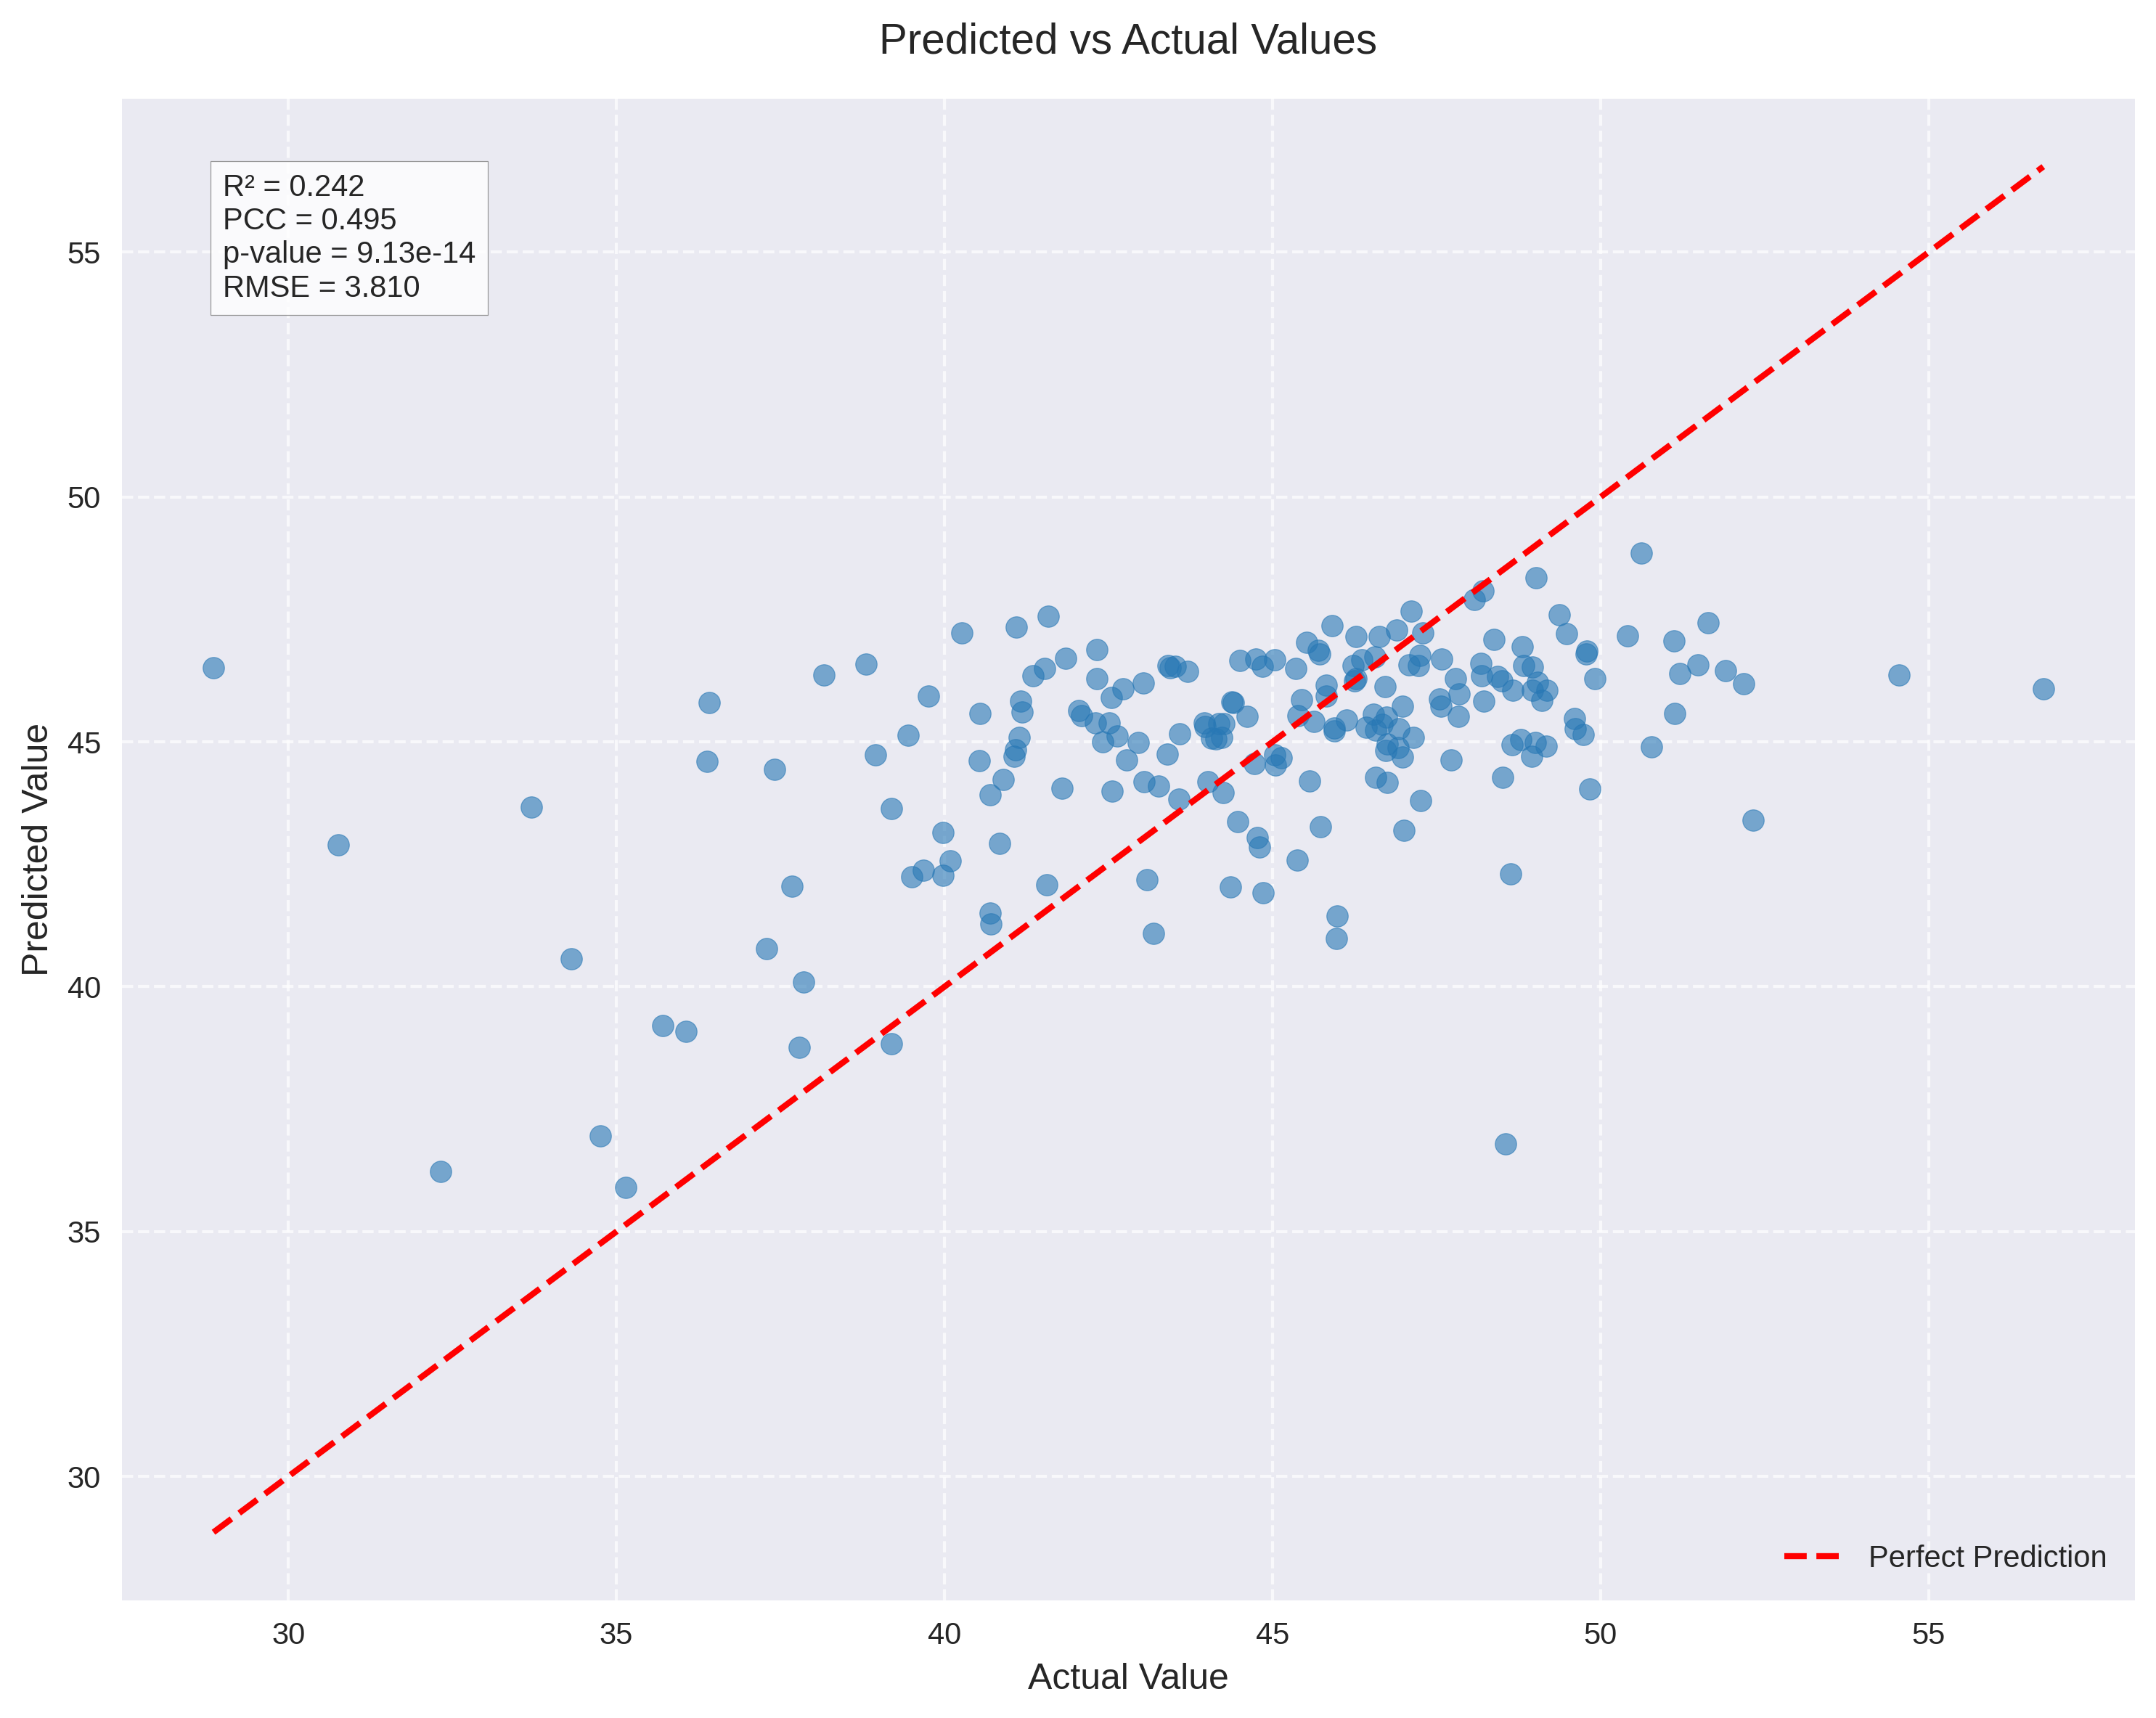 Predicted vs Actual Values
R² = 0.242
PCC = 0.495
p-value = 9.13e-14
RMSE = 3.810
55
50
45
40
35
30
Predicted Value
Perfect Prediction
30 35 40 45 50 55
Actual Value